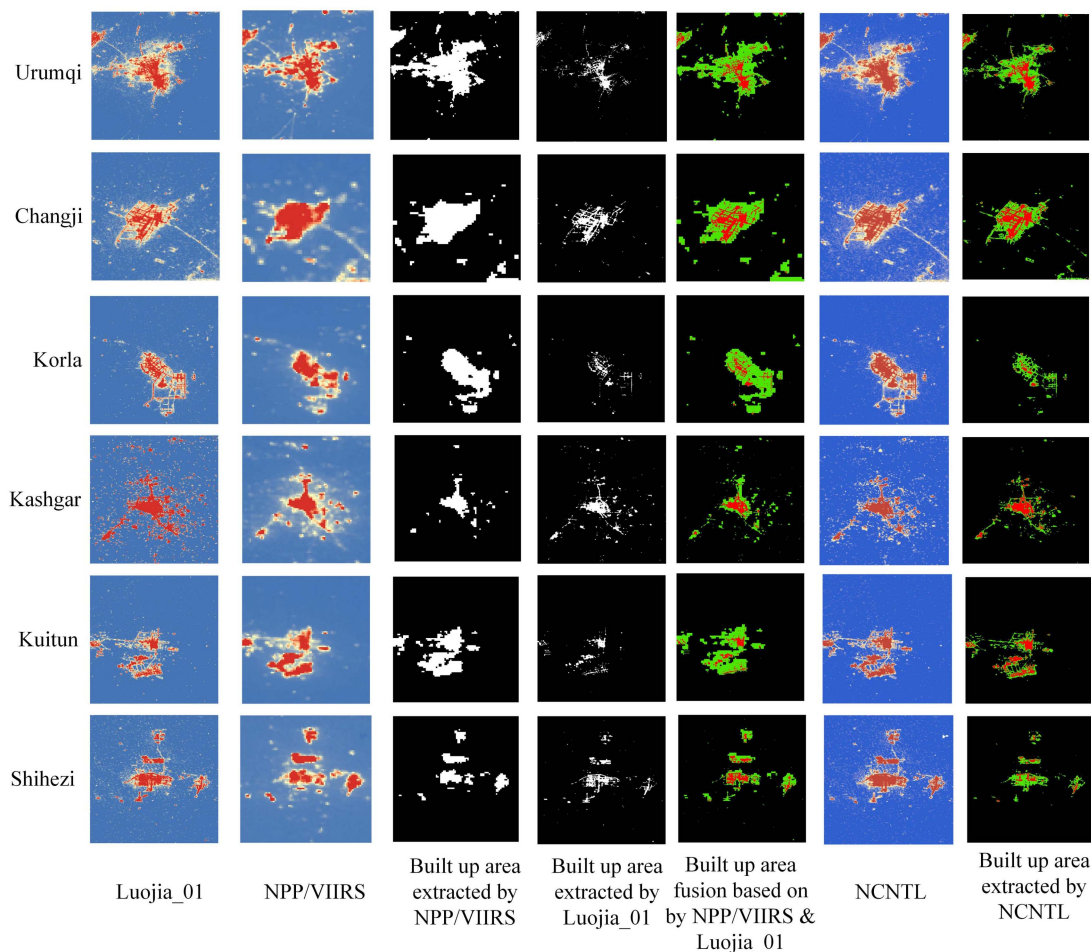 Urumqi
Changji
Korla
Kashgar
Kuitun
Shihezi
Luojia_01
NPP/VIIRS
Built up area
extracted by
NPP/VIIRS
Built up area
extracted by
Luojia_01
Built up area
fusion based on
by NPP/VIIRS &
Luojia_01
NCNTL
Built up area
extracted by
NCNTL